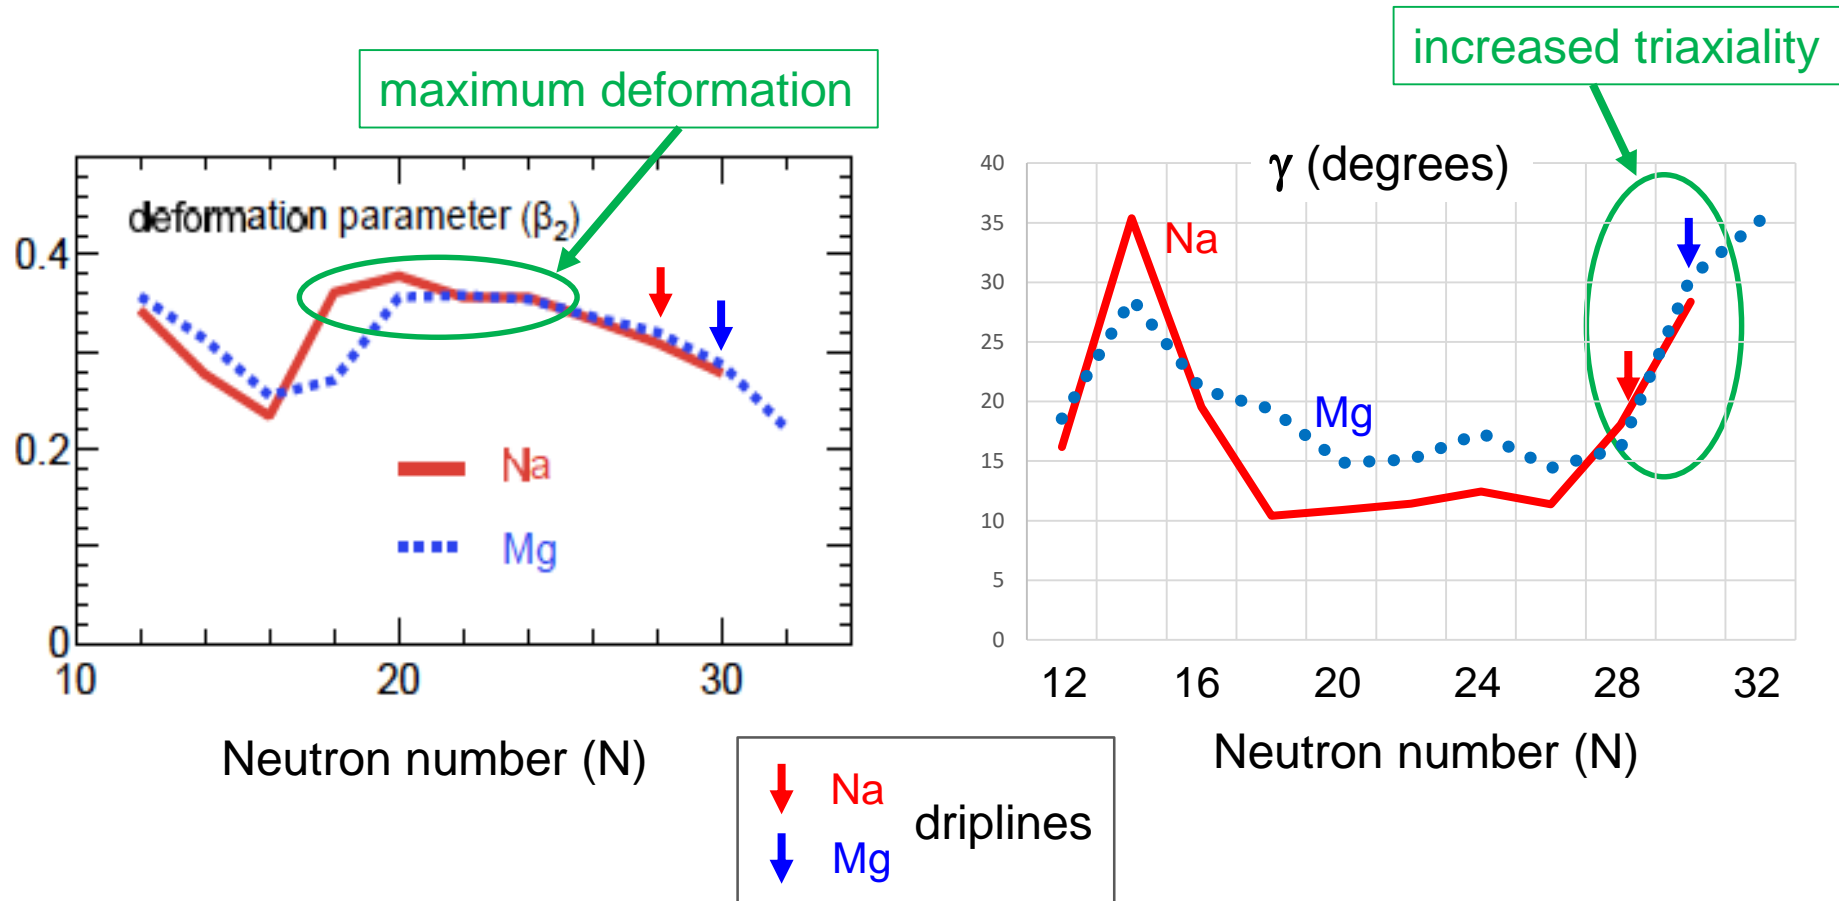 maximum deformation
increased triaxiality
deformation parameter (β₂)
0.4
0.2
0
10
20
30
Na
Mg
Neutron number (N)
γ (degrees)
40
35
30
25
20
15
10
5
0
Na
Mg
12
16
20
24
28
32
Neutron number (N)
Na
Mg
driplines